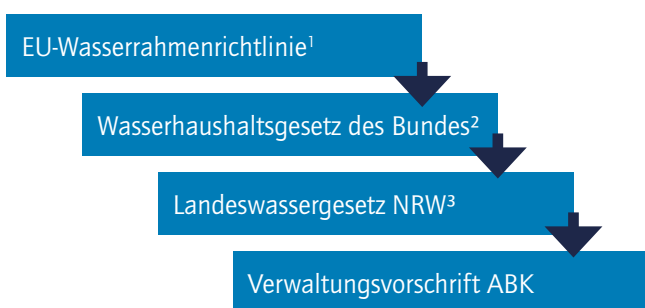 EU-Wasserrahmenrichtlinie¹
Wasserhaushaltsgesetz des Bundes²
Landeswassergesetz NRW³
Verwaltungsvorschrift ABK